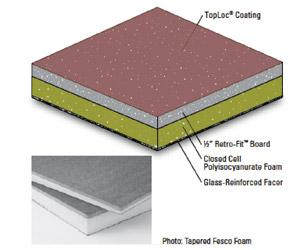 TopLoc® Coating
½" Retro-Fit™ Board
Closed Cell
Polyisocyanurate Foam
Glass-Reinforced Facer
Photo: Tapered Fesco Foam